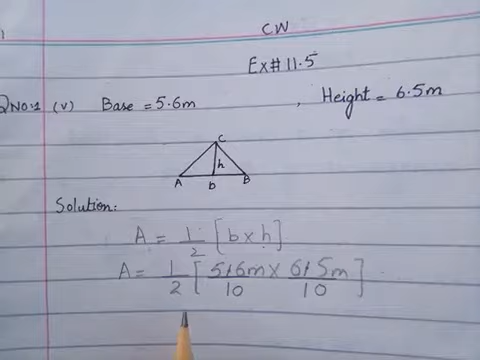 CW
Ex# 11.5
QNO:1 (v) Base = 5.6m , Height = 6.5m
C
h
A b B
Solution:
A = 1/2 [b x h]
A = 1/2 [56m/10 x 65m/10]